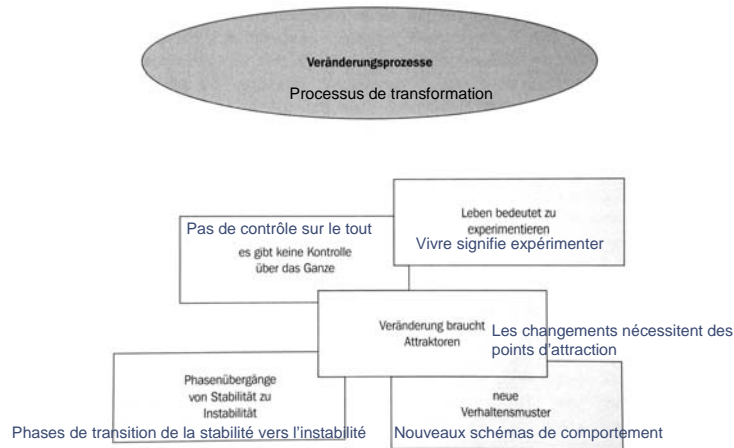 Veränderungsprozesse
Processus de transformation
Leben bedeutet zu
experimentieren
Vivre signifie expérimenter
Pas de contrôle sur le tout
es gibt keine Kontrolle
über das Ganze
Veränderung braucht
Attraktoren
Les changements nécessitent des
points d’attraction
Phasenübergänge
von Stabilität zu
Instabilität
Phases de transition de la stabilité vers l’instabilité
neue
Verhaltensmuster
Nouveaux schémas de comportement